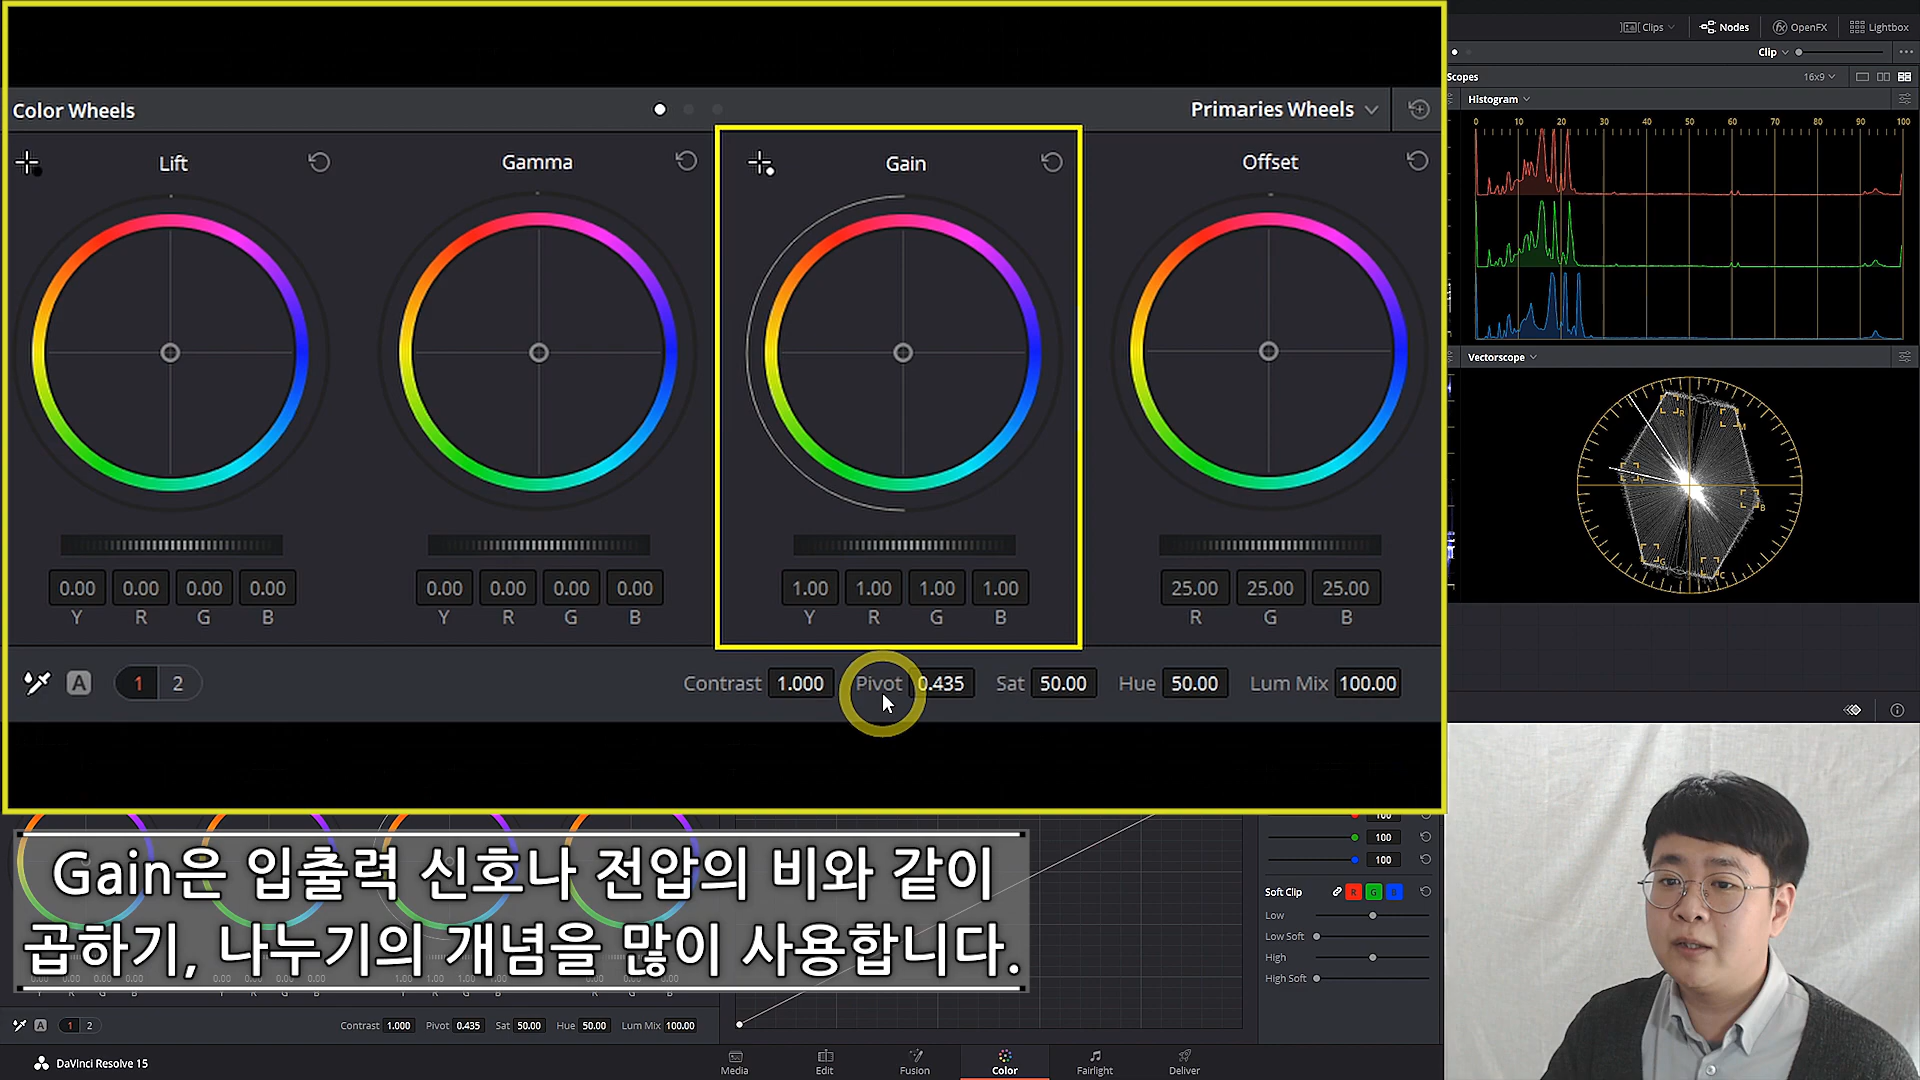 Clips
Nodes
OpenFX
Lightbox
Clip
Scopes
16x9
Histogram
0 10 20 30 40 50 60 70 80 90 100
Color Wheels
Primaries Wheels
Lift
Gamma
Gain
Offset
0.00 0.00 0.00 0.00
Y R G B
0.00 0.00 0.00 0.00
Y R G B
1.00 1.00 1.00 1.00
Y R G B
25.00 25.00 25.00
R G B
A 1 2
Contrast 1.000 Pivot 0.435 Sat 50.00 Hue 50.00 Lum Mix 100.00
Vectorscope
R
M
Y
B
G
C
Gain은 입출력 신호나 전압의 비와 같이
곱하기, 나누기의 개념을 많이 사용합니다.
100
100
100
Soft Clip R G B
Low
Low Soft
High
High Soft
A 1 2
Contrast 1.000 Pivot 0.435 Sat 50.00 Hue 50.00 Lum Mix 100.00
DaVinci Resolve 15
Media
Edit
Fusion
Color
Fairlight
Deliver